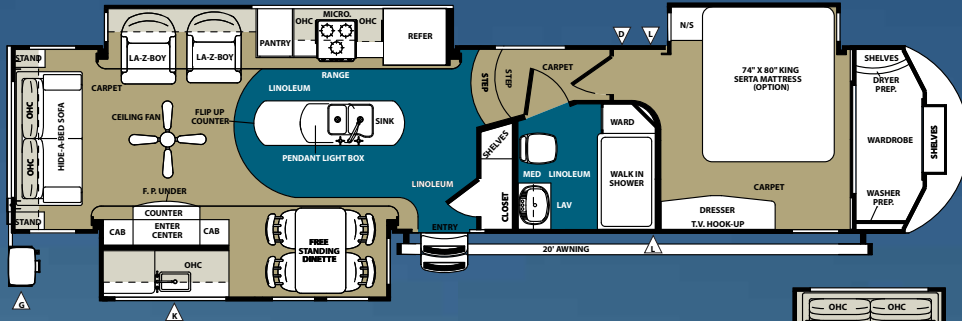 STAND
OHC
OHC
HIDE-A-BED SOFA
STAND
G
CARPET
LA-Z-BOY
LA-Z-BOY
CEILING FAN
FLIP UP
COUNTER
F. P. UNDER
COUNTER
ENTER
CENTER
CAB
CAB
OHC
K
PANTRY
OHC
MICRO.
OHC
REFER
RANGE
LINOLEUM
SINK
PENDANT LIGHT BOX
LINOLEUM
FREE
STANDING
DINETTE
ENTRY
20' AWNING
STEP
STEP
CARPET
D
L
SHELVES
CLOSET
MED
LINOLEUM
LAV
WARD
WALK IN
SHOWER
L
N/S
74" X 80" KING
SERTA MATTRESS
(OPTION)
CARPET
DRESSER
T.V. HOOK-UP
SHELVES
DRYER
PREP.
WARDROBE
SHELVES
WASHER
PREP.
OHC
OHC